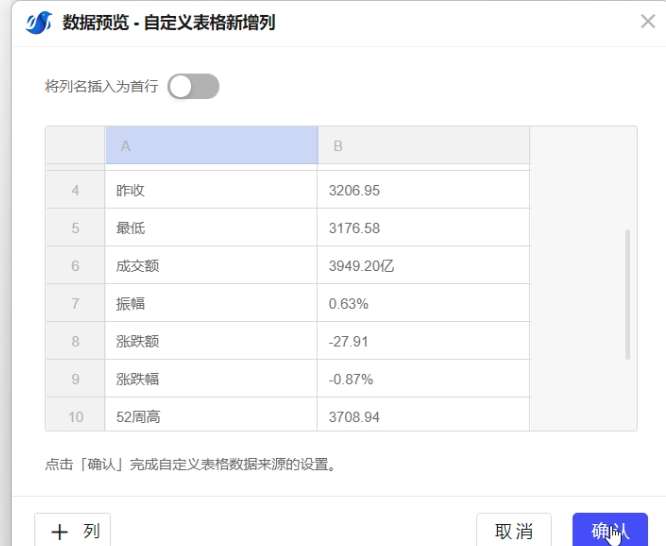 数据预览 - 自定义表格新增列
将列名插入为首行
A B
4 昨收 3206.95
5 最低 3176.58
6 成交额 3949.20亿
7 振幅 0.63%
8 涨跌额 -27.91
9 涨跌幅 -0.87%
10 52周高 3708.94
点击「确认」完成自定义表格数据来源的设置。
+ 列 取消 确认